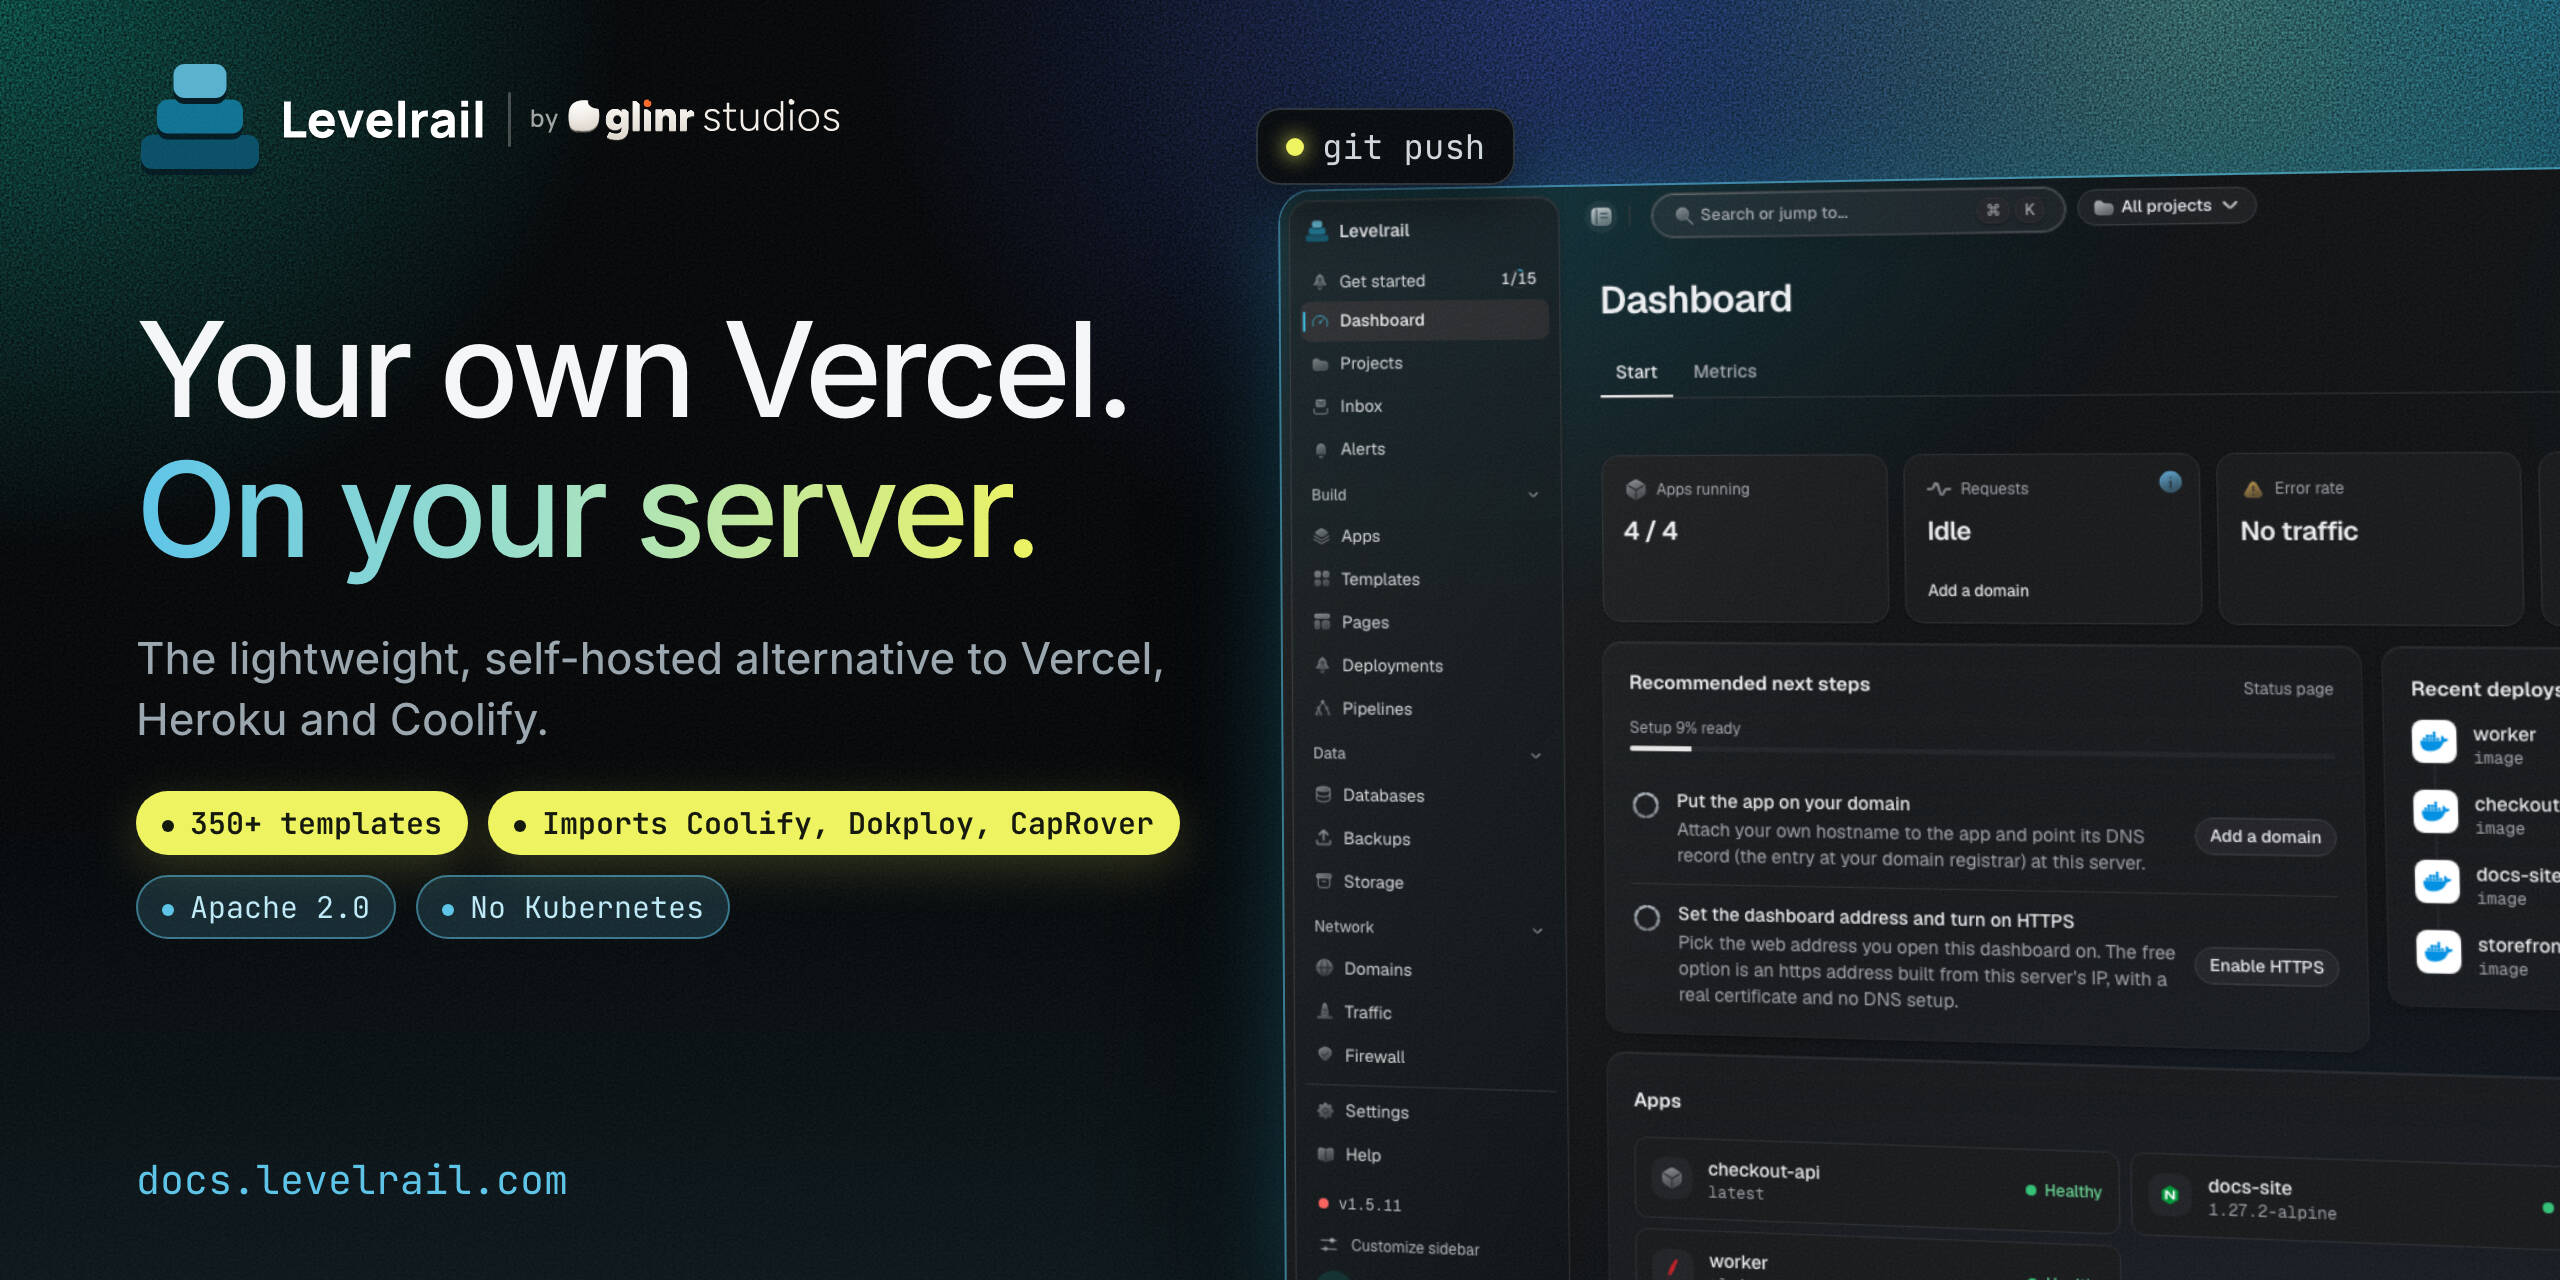 Levelrail
by glinr studios
Your own Vercel.
On your server.
The lightweight, self-hosted alternative to Vercel,
Heroku and Coolify.
350+ templates
Imports Coolify, Dokploy, CapRover
Apache 2.0
No Kubernetes
docs.levelrail.com
git push
Levelrail
Get started 1/15
Dashboard
Projects
Inbox
Alerts
Build
Apps
Templates
Pages
Deployments
Pipelines
Data
Databases
Backups
Storage
Network
Domains
Traffic
Firewall
Settings
Help
v1.5.11
Customize sidebar
Search or jump to... ⌘ K
All projects
Dashboard
Start Metrics
Apps running
4 / 4
Requests
Idle
Add a domain
Error rate
No traffic
Recommended next steps
Status page
Setup 9% ready
Put the app on your domain
Attach your own hostname to the app and point its DNS
record (the entry at your domain registrar) at this server.
Add a domain
Set the dashboard address and turn on HTTPS
Pick the web address you open this dashboard on. The free
option is an https address built from this server's IP, with a
real certificate and no DNS setup.
Enable HTTPS
Recent deploys
worker
image
checkout
image
docs-site
image
storefron
image
Apps
checkout-api
latest
Healthy
docs-site
1.27.2-alpine
worker